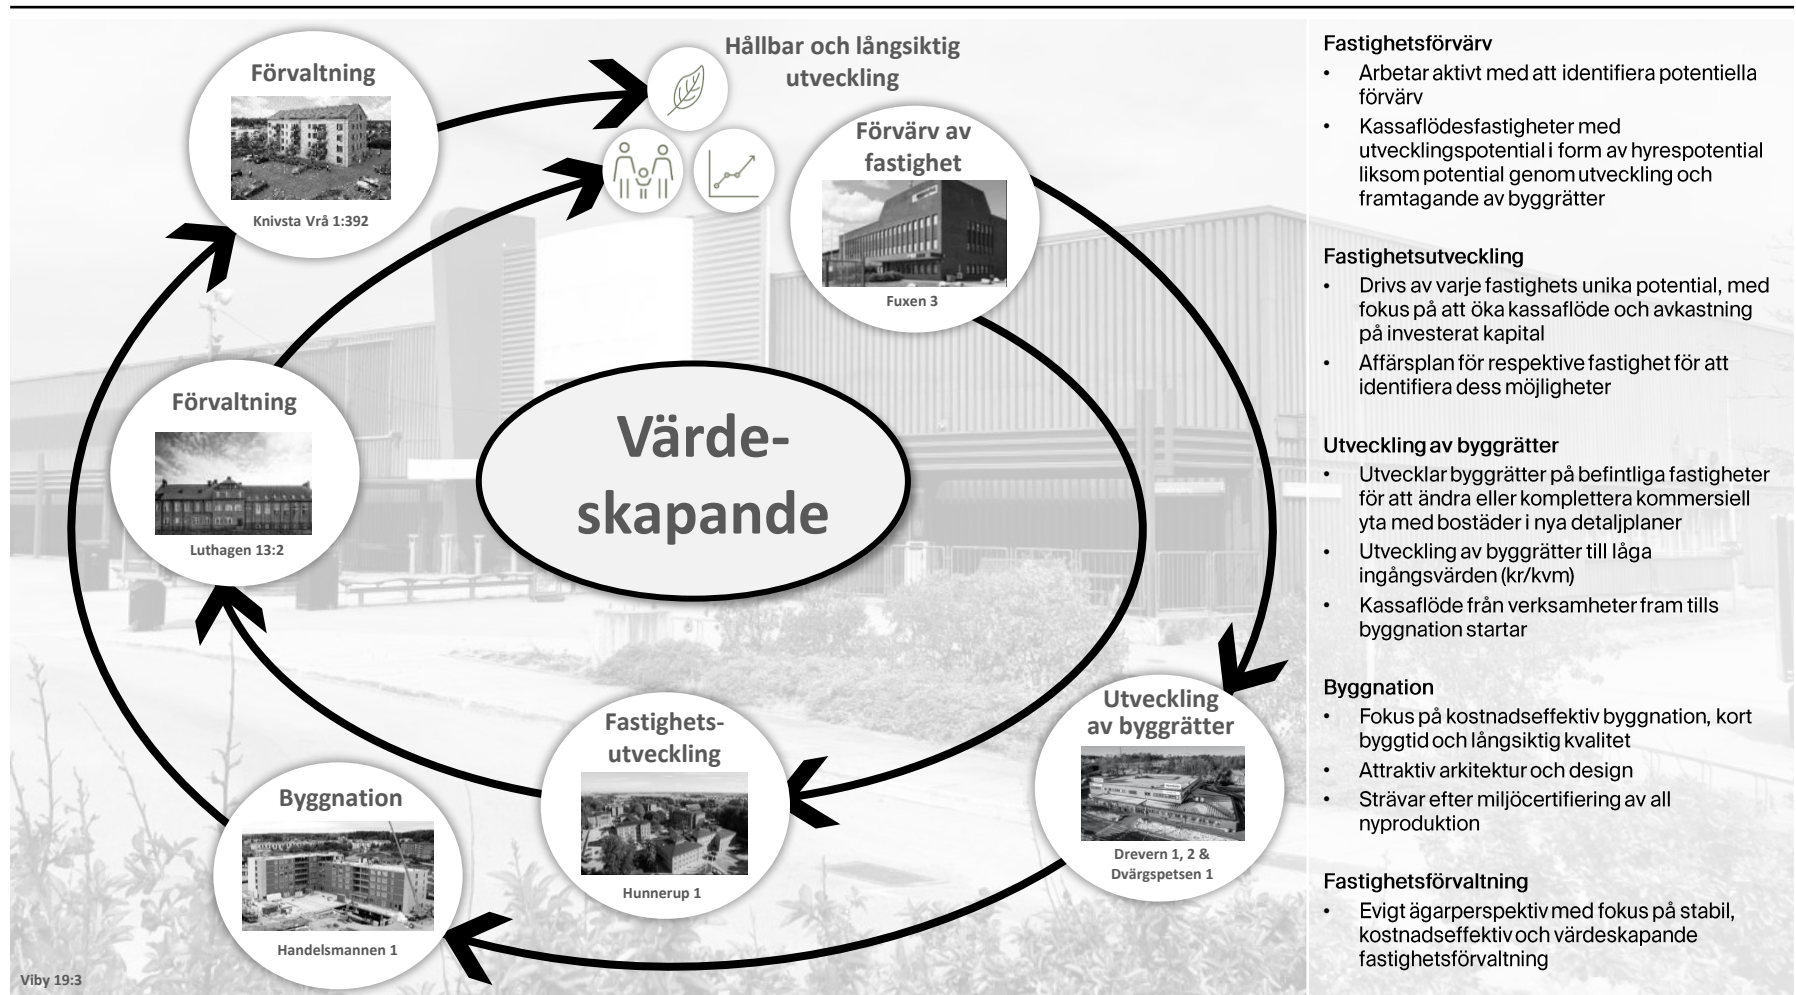 Förvaltning
Knivsta Vrå 1:392
Hållbar och långsiktig
utveckling
Förvärv av
fastighet
Fuxen 3
Förvaltning
Luthagen 13:2
Värde-
skapande
Fastighets-
utveckling
Hunnerup 1
Utveckling
av byggrätter
Drevern 1, 2 &
Dvärgspetsen 1
Byggnation
Handelsmannen 1
Viby 19:3
Fastighetsförvärv
• Arbetar aktivt med att identifiera potentiella
förvärv
• Kassaflödesfastigheter med
utvecklingspotential i form av hyrespotential
liksom potential genom utveckling och
framtagande av byggrätter
Fastighetsutveckling
• Drivs av varje fastighets unika potential, med
fokus på att öka kassaflöde och avkastning
på investerat kapital
• Affärsplan för respektive fastighet för att
identifiera dess möjligheter
Utveckling av byggrätter
• Utvecklar byggrätter på befintliga fastigheter
för att ändra eller komplettera kommersiell
yta med bostäder i nya detaljplaner
• Utveckling av byggrätter till låga
ingångsvärden (kr/kvm)
• Kassaflöde från verksamheter fram tills
byggnation startar
Byggnation
• Fokus på kostnadseffektiv byggnation, kort
byggtid och långsiktig kvalitet
• Attraktiv arkitektur och design
• Strävar efter miljöcertifiering av all
nyproduktion
Fastighetsförvaltning
• Evigt ägarperspektiv med fokus på stabil,
kostnadseffektiv och värdeskapande
fastighetsförvaltning